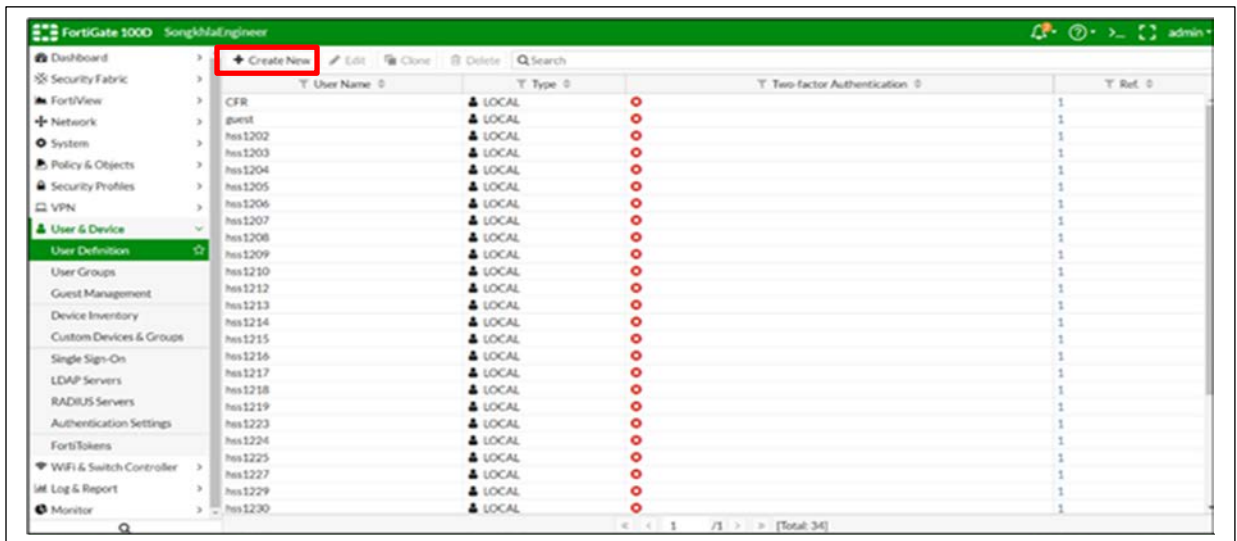 FortiGate 100D SongkhlaEngineer
admin
Dashboard
Security Fabric
FortiView
Network
System
Policy & Objects
Security Profiles
VPN
User & Device
User Definition
User Groups
Guest Management
Device Inventory
Custom Devices & Groups
Single Sign-On
LDAP Servers
RADIUS Servers
Authentication Settings
FortiTokens
WiFi & Switch Controller
Log & Report
Monitor
+ Create New Edit Clone Delete Search
User Name Type Two-factor Authentication Ref.
CFR LOCAL 1
guest LOCAL 1
hss1202 LOCAL 1
hss1203 LOCAL 1
hss1204 LOCAL 1
hss1205 LOCAL 1
hss1206 LOCAL 1
hss1207 LOCAL 1
hss1208 LOCAL 1
hss1209 LOCAL 1
hss1210 LOCAL 1
hss1212 LOCAL 1
hss1213 LOCAL 1
hss1214 LOCAL 1
hss1215 LOCAL 1
hss1216 LOCAL 1
hss1217 LOCAL 1
hss1218 LOCAL 1
hss1219 LOCAL 1
hss1223 LOCAL 1
hss1224 LOCAL 1
hss1225 LOCAL 1
hss1227 LOCAL 1
hss1229 LOCAL 1
hss1230 LOCAL 1
« < 1 /1 > » [Total: 34]